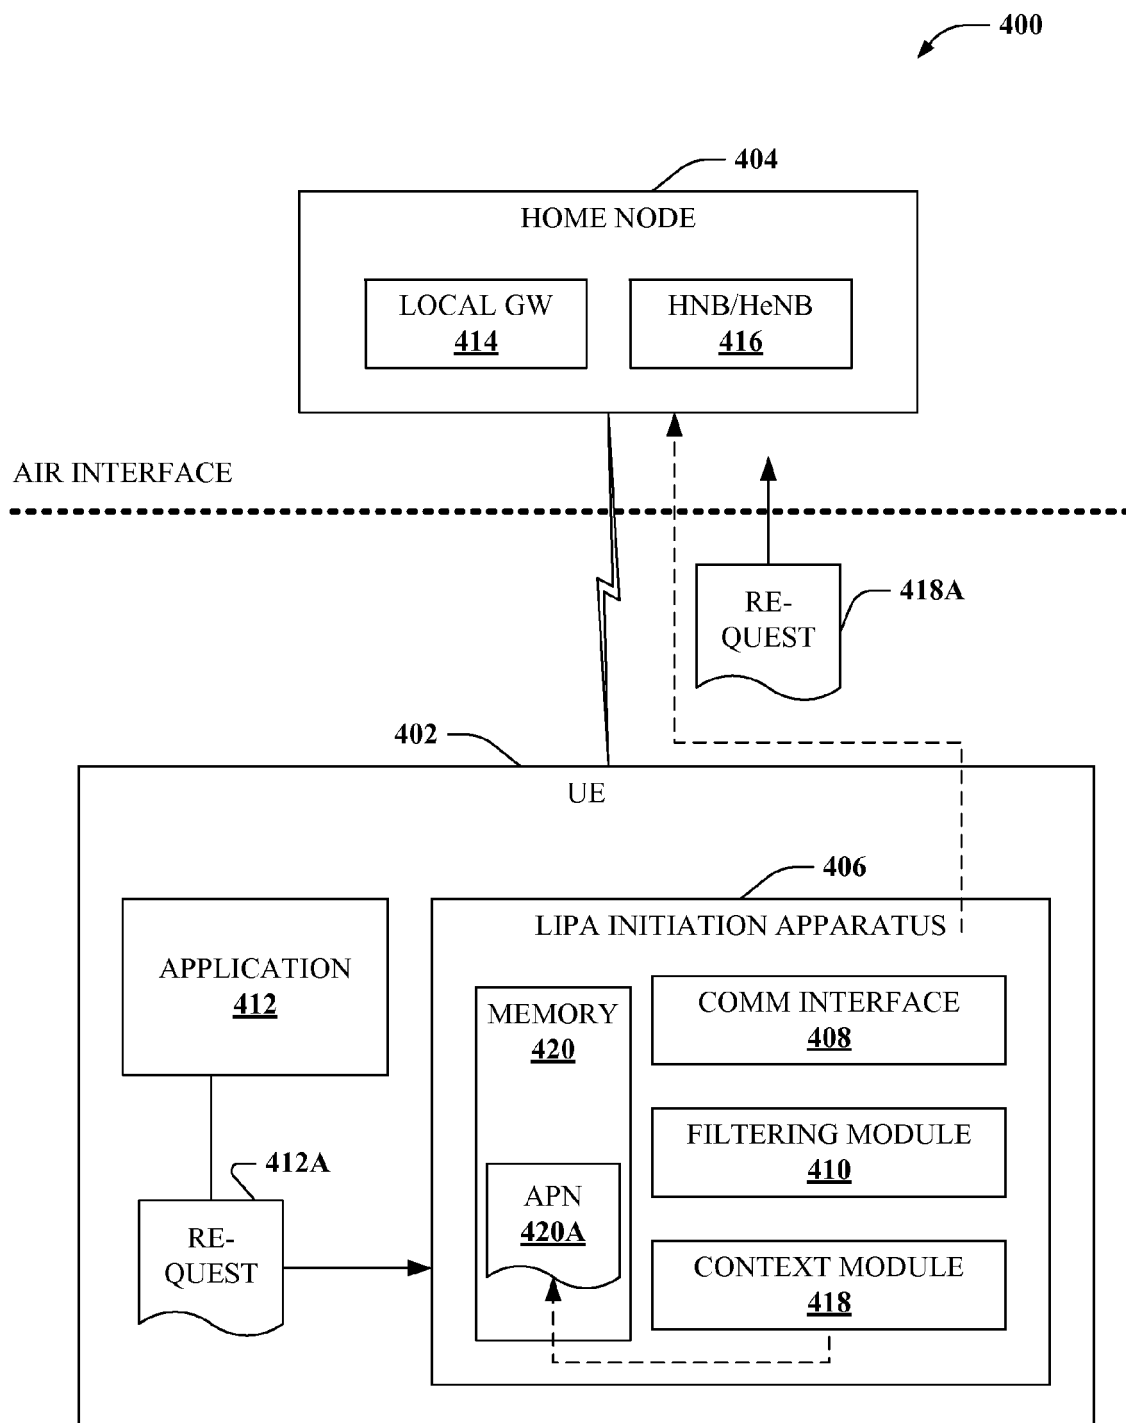 400
404
HOME NODE
LOCAL GW
414
HNB/HeNB
416
AIR INTERFACE
RE-
QUEST
418A
402
UE
406
LIPA INITIATION APPARATUS
APPLICATION
412
MEMORY
420
COMM INTERFACE
408
FILTERING MODULE
410
412A
RE-
QUEST
APN
420A
CONTEXT MODULE
418